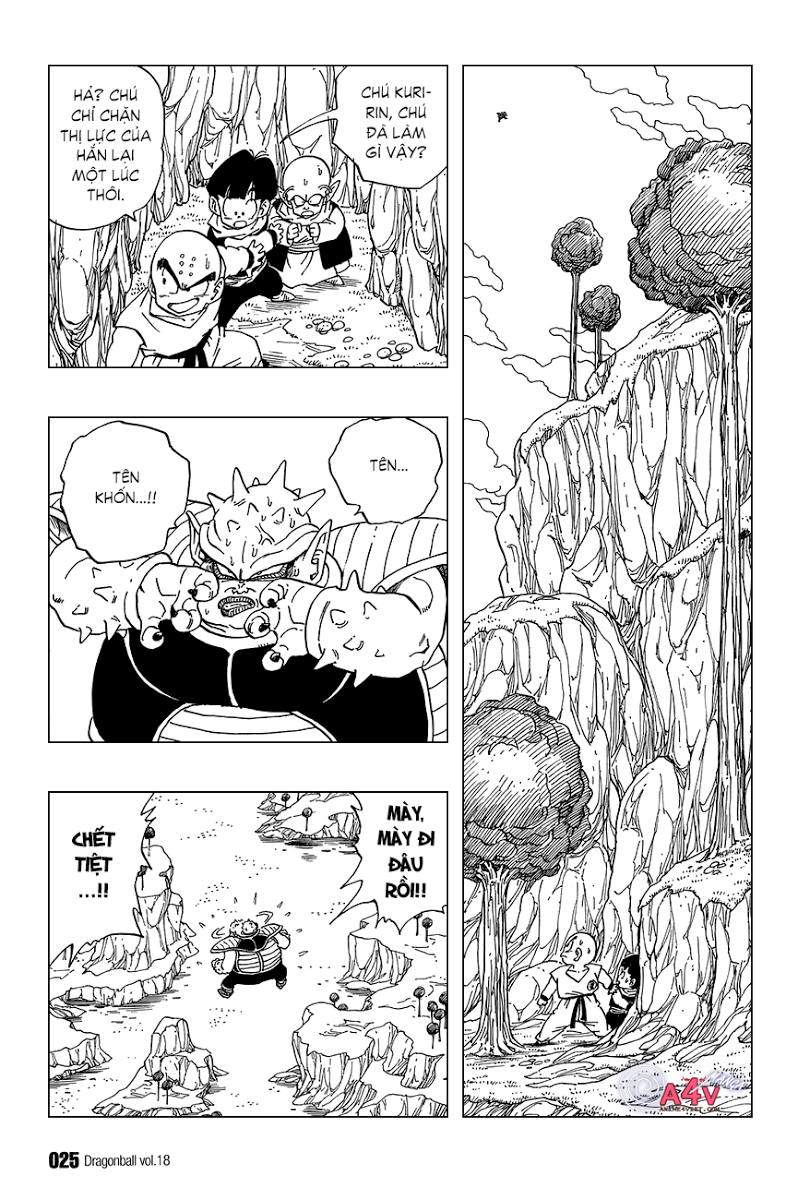 CHÚ KURI-
RIN, CHÚ
ĐÃ LÀM
GÌ VẬY?
HẢ? CHÚ
CHỈ CHẶN
THỊ LỰC CỦA
HẮN LẠI
MỘT LÚC
THÔI.
TÊN...
TÊN
KHỐN...!!
MÀY,
MÀY ĐI
ĐÂU
RỒI!!
CHẾT
TIỆT
...!!
A4V
025 Dragonball vol.18